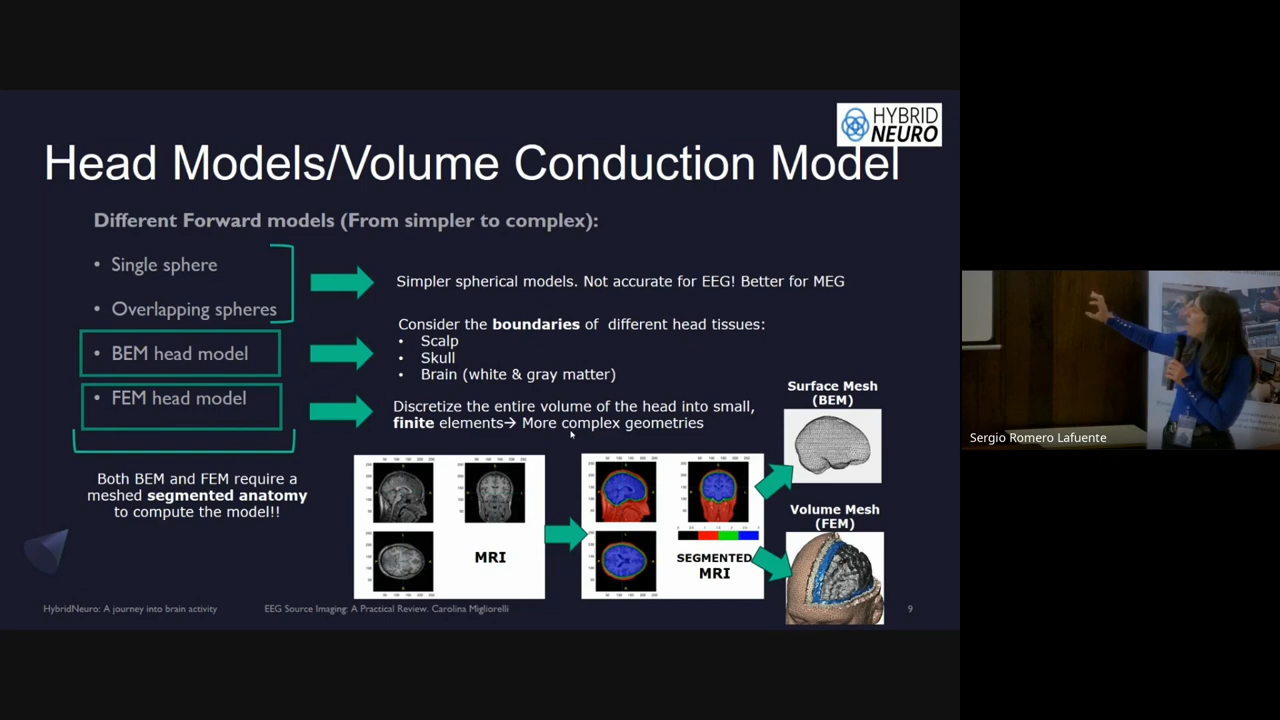 HYBRID
NEURO
Head Models/Volume Conduction Model
Different Forward models (From simpler to complex):
• Single sphere
• Overlapping spheres
• BEM head model
• FEM head model
Simpler spherical models. Not accurate for EEG! Better for MEG
Consider the boundaries of different head tissues:
• Scalp
• Skull
• Brain (white & gray matter)
Discretize the entire volume of the head into small,
finite elements→ More complex geometries
Both BEM and FEM require a
meshed segmented anatomy
to compute the model!!
MRI
SEGMENTED
MRI
Surface Mesh
(BEM)
Volume Mesh
(FEM)
HybridNeuro: A journey into brain activity
EEG Source Imaging: A Practical Review. Carolina Migliorelli
9
Sergio Romero Lafuente